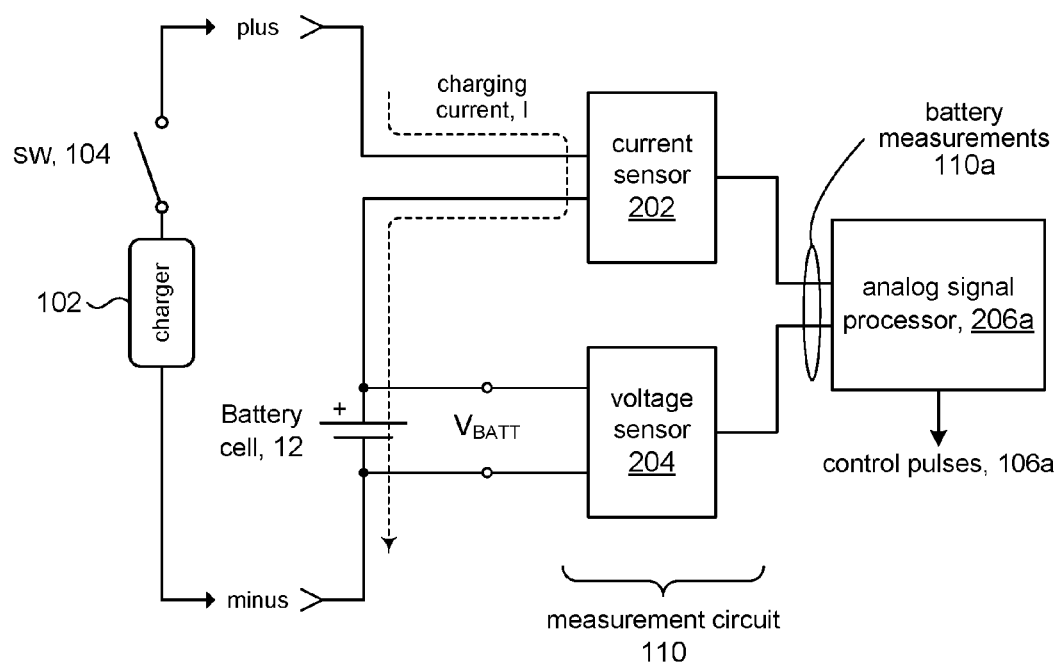 plus
charging
current, I
SW, 104
current
sensor
202
battery
measurements
110a
102
charger
analog signal
processor, 206a
+
Battery
cell, 12
VBATT
voltage
sensor
204
control pulses, 106a
minus
measurement circuit
110